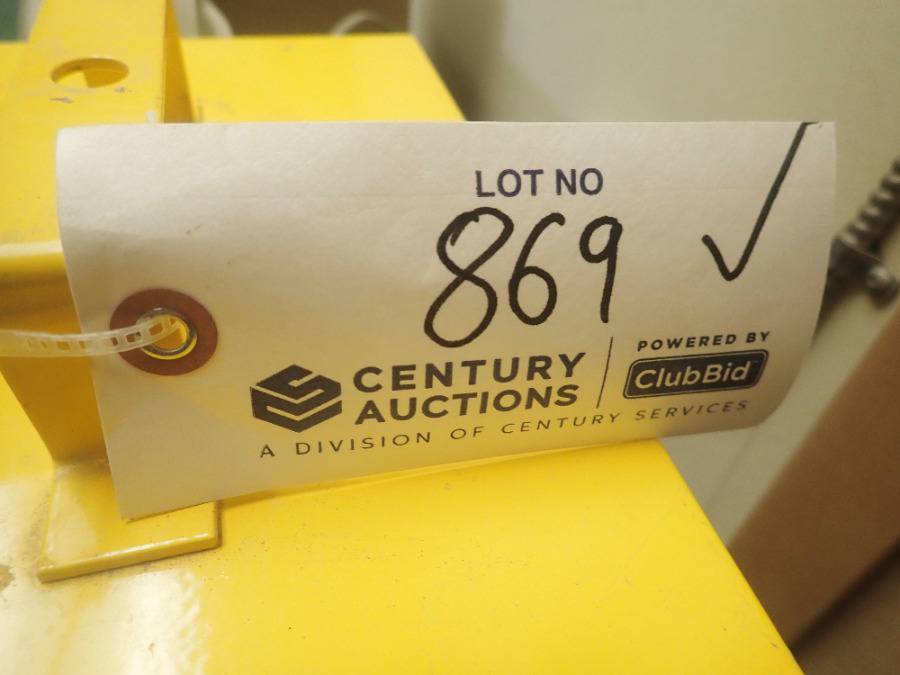 LOT NO
869
CENTURY
AUCTIONS
POWERED BY
ClubBid
A DIVISION OF CENTURY SERVICES